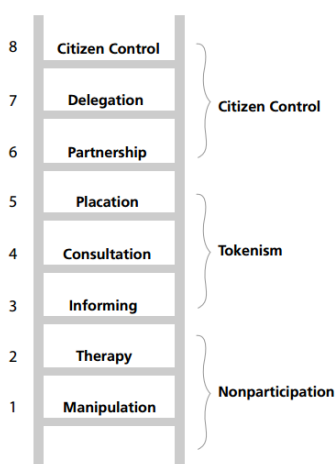 8 Citizen Control
7 Delegation
Citizen Control
6 Partnership
5 Placation
4 Consultation
Tokenism
3 Informing
2 Therapy
Nonparticipation
1 Manipulation